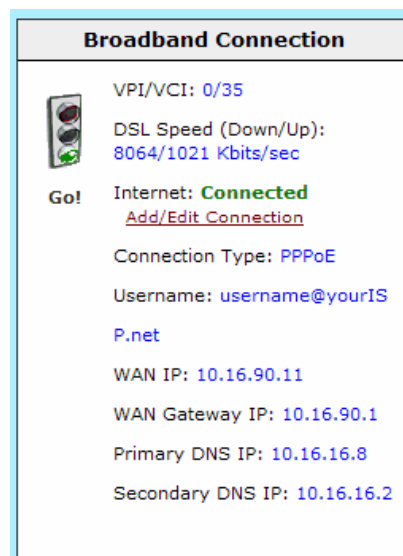 Broadband Connection
VPI/VCI: 0/35
DSL Speed (Down/Up):
8064/1021 Kbits/sec
Go!
Internet: Connected
Add/Edit Connection
Connection Type: PPPoE
Username: username@yourIS
P.net
WAN IP: 10.16.90.11
WAN Gateway IP: 10.16.90.1
Primary DNS IP: 10.16.16.8
Secondary DNS IP: 10.16.16.2